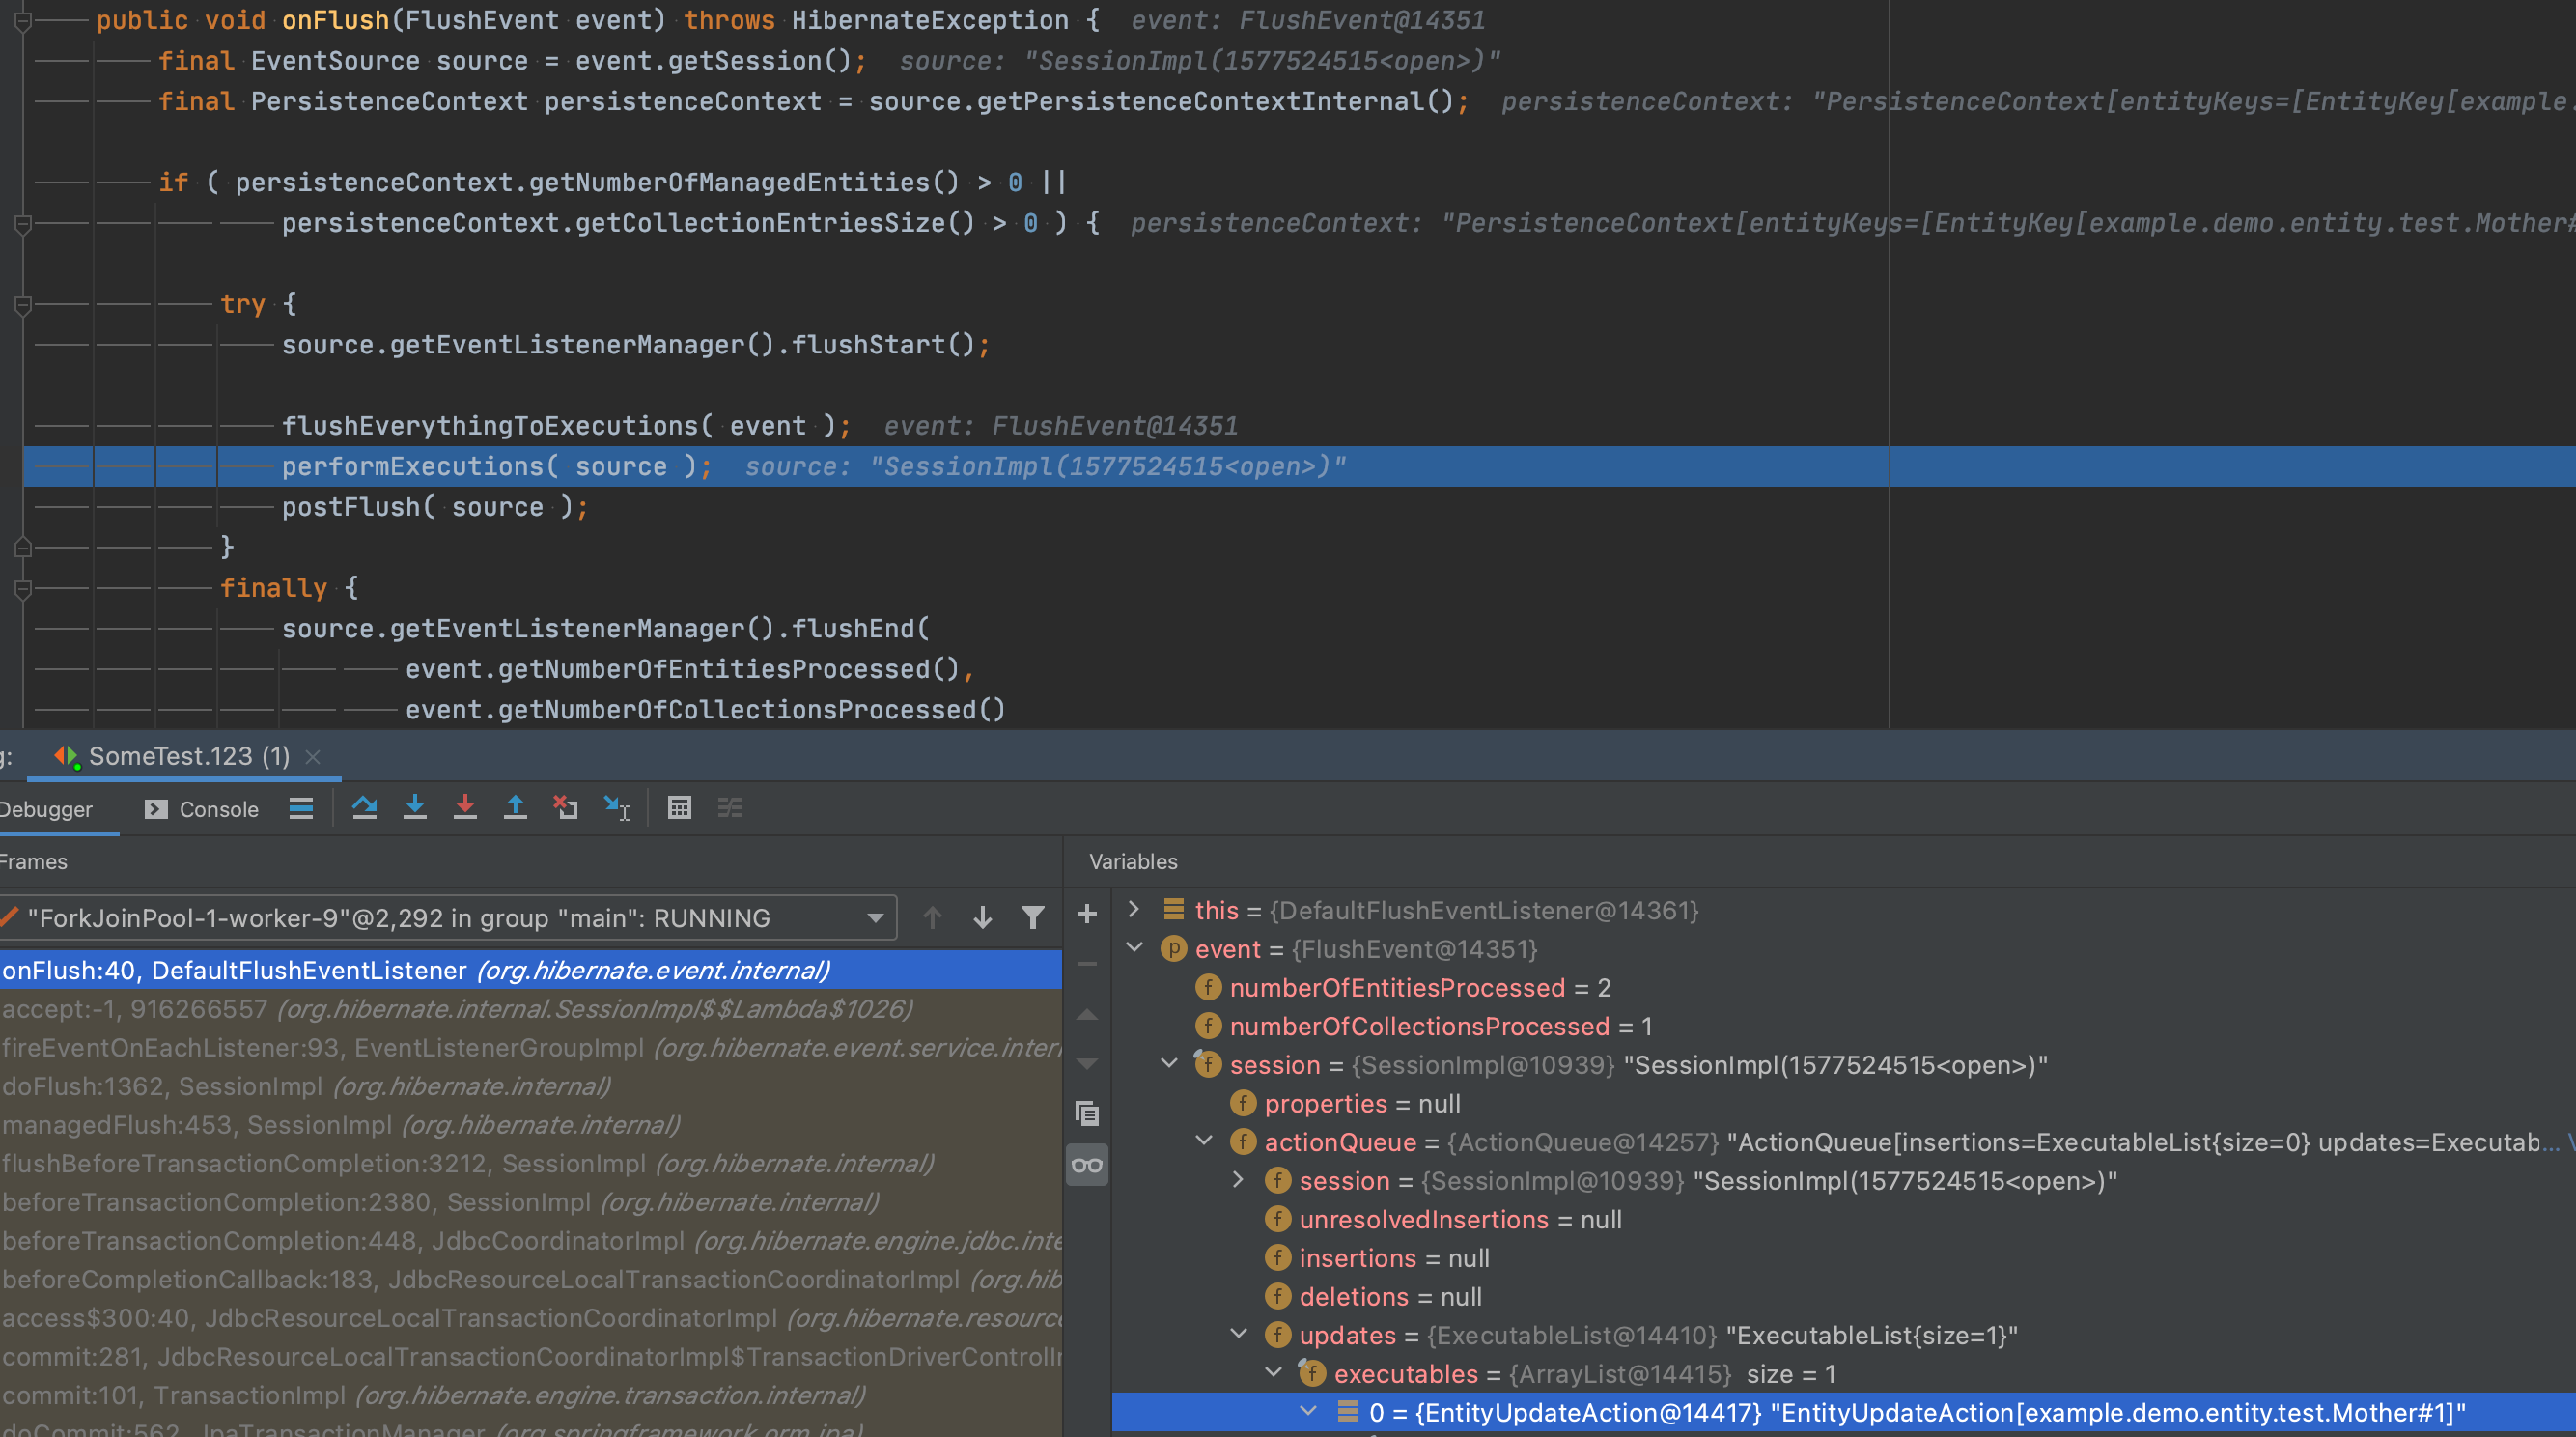 public void onFlush(FlushEvent event) throws HibernateException {  event: FlushEvent@14351
final EventSource source = event.getSession();  source: "SessionImpl(1577524515<open>)"
final PersistenceContext persistenceContext = source.getPersistenceContextInternal();  persistenceContext: "PersistenceContext[entityKeys=[EntityKey[example.
if ( persistenceContext.getNumberOfManagedEntities() > 0 ||
persistenceContext.getCollectionEntriesSize() > 0 ) {  persistenceContext: "PersistenceContext[entityKeys=[EntityKey[example.demo.entity.test.Mother#
try {
source.getEventListenerManager().flushStart();
flushEverythingToExecutions( event );  event: FlushEvent@14351
performExecutions( source );  source: "SessionImpl(1577524515<open>)"
postFlush( source );
}
finally {
source.getEventListenerManager().flushEnd(
event.getNumberOfEntitiesProcessed(),
event.getNumberOfCollectionsProcessed()
g: SomeTest.123 (1)
Debugger Console
Frames
"ForkJoinPool-1-worker-9"@2,292 in group "main": RUNNING
onFlush:40, DefaultFlushEventListener (org.hibernate.event.internal)
accept:-1, 916266557 (org.hibernate.internal.SessionImpl$$Lambda$1026)
fireEventOnEachListener:93, EventListenerGroupImpl (org.hibernate.event.service.inter
doFlush:1362, SessionImpl (org.hibernate.internal)
managedFlush:453, SessionImpl (org.hibernate.internal)
flushBeforeTransactionCompletion:3212, SessionImpl (org.hibernate.internal)
beforeTransactionCompletion:2380, SessionImpl (org.hibernate.internal)
beforeTransactionCompletion:448, JdbcCoordinatorImpl (org.hibernate.engine.jdbc.inte
beforeCompletionCallback:183, JdbcResourceLocalTransactionCoordinatorImpl (org.hib
access$300:40, JdbcResourceLocalTransactionCoordinatorImpl (org.hibernate.resourc
commit:281, JdbcResourceLocalTransactionCoordinatorImpl$TransactionDriverControlI
commit:101, TransactionImpl (org.hibernate.engine.transaction.internal)
doCommit:562, JpaTransactionManager (org.springframework.orm.jpa)
Variables
this = {DefaultFlushEventListener@14361}
event = {FlushEvent@14351}
numberOfEntitiesProcessed = 2
numberOfCollectionsProcessed = 1
session = {SessionImpl@10939} "SessionImpl(1577524515<open>)"
properties = null
actionQueue = {ActionQueue@14257} "ActionQueue[insertions=ExecutableList{size=0} updates=Executab...
session = {SessionImpl@10939} "SessionImpl(1577524515<open>)"
unresolvedInsertions = null
insertions = null
deletions = null
updates = {ExecutableList@14410} "ExecutableList{size=1}"
executables = {ArrayList@14415} size = 1
0 = {EntityUpdateAction@14417} "EntityUpdateAction[example.demo.entity.test.Mother#1]"